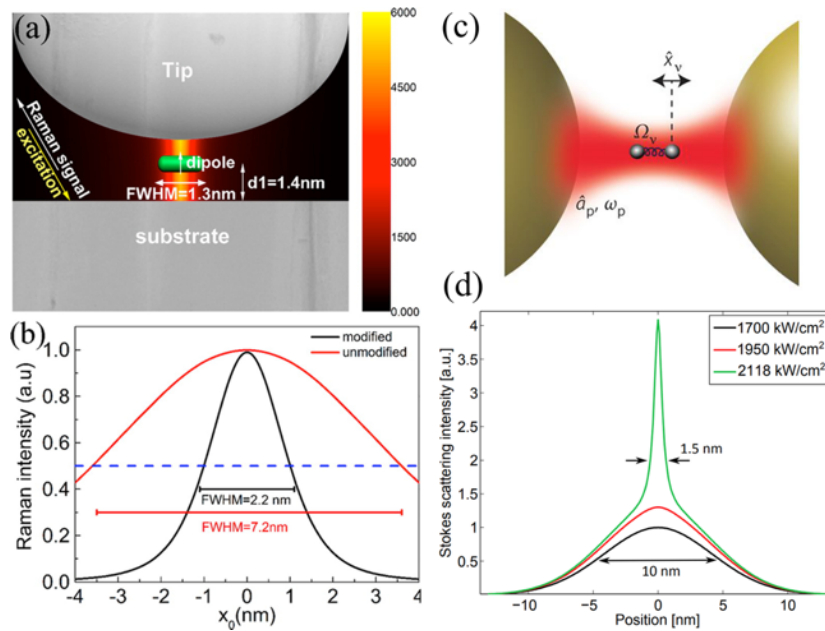 (a)
Tip
Raman signal
excitation
dipole
FWHM=1.3nm
d1=1.4nm
substrate
6000
4500
3000
1500
0.000
(b)
Raman intensity (a.u)
1.0
0.8
0.6
0.4
0.2
0.0
modified
unmodified
FWHM=2.2 nm
FWHM=7.2nm
-4 -3 -2 -1 0 1 2 3 4
x₀(nm)
(c)
x̂ᵥ
Ωᵥ
âₚ, ωₚ
(d)
Stokes scattering intensity [a.u.]
4
3.5
3
2.5
2
1.5
1
0.5
1700 kW/cm²
1950 kW/cm²
2118 kW/cm²
1.5 nm
10 nm
-10 -5 0 5 10
Position [nm]